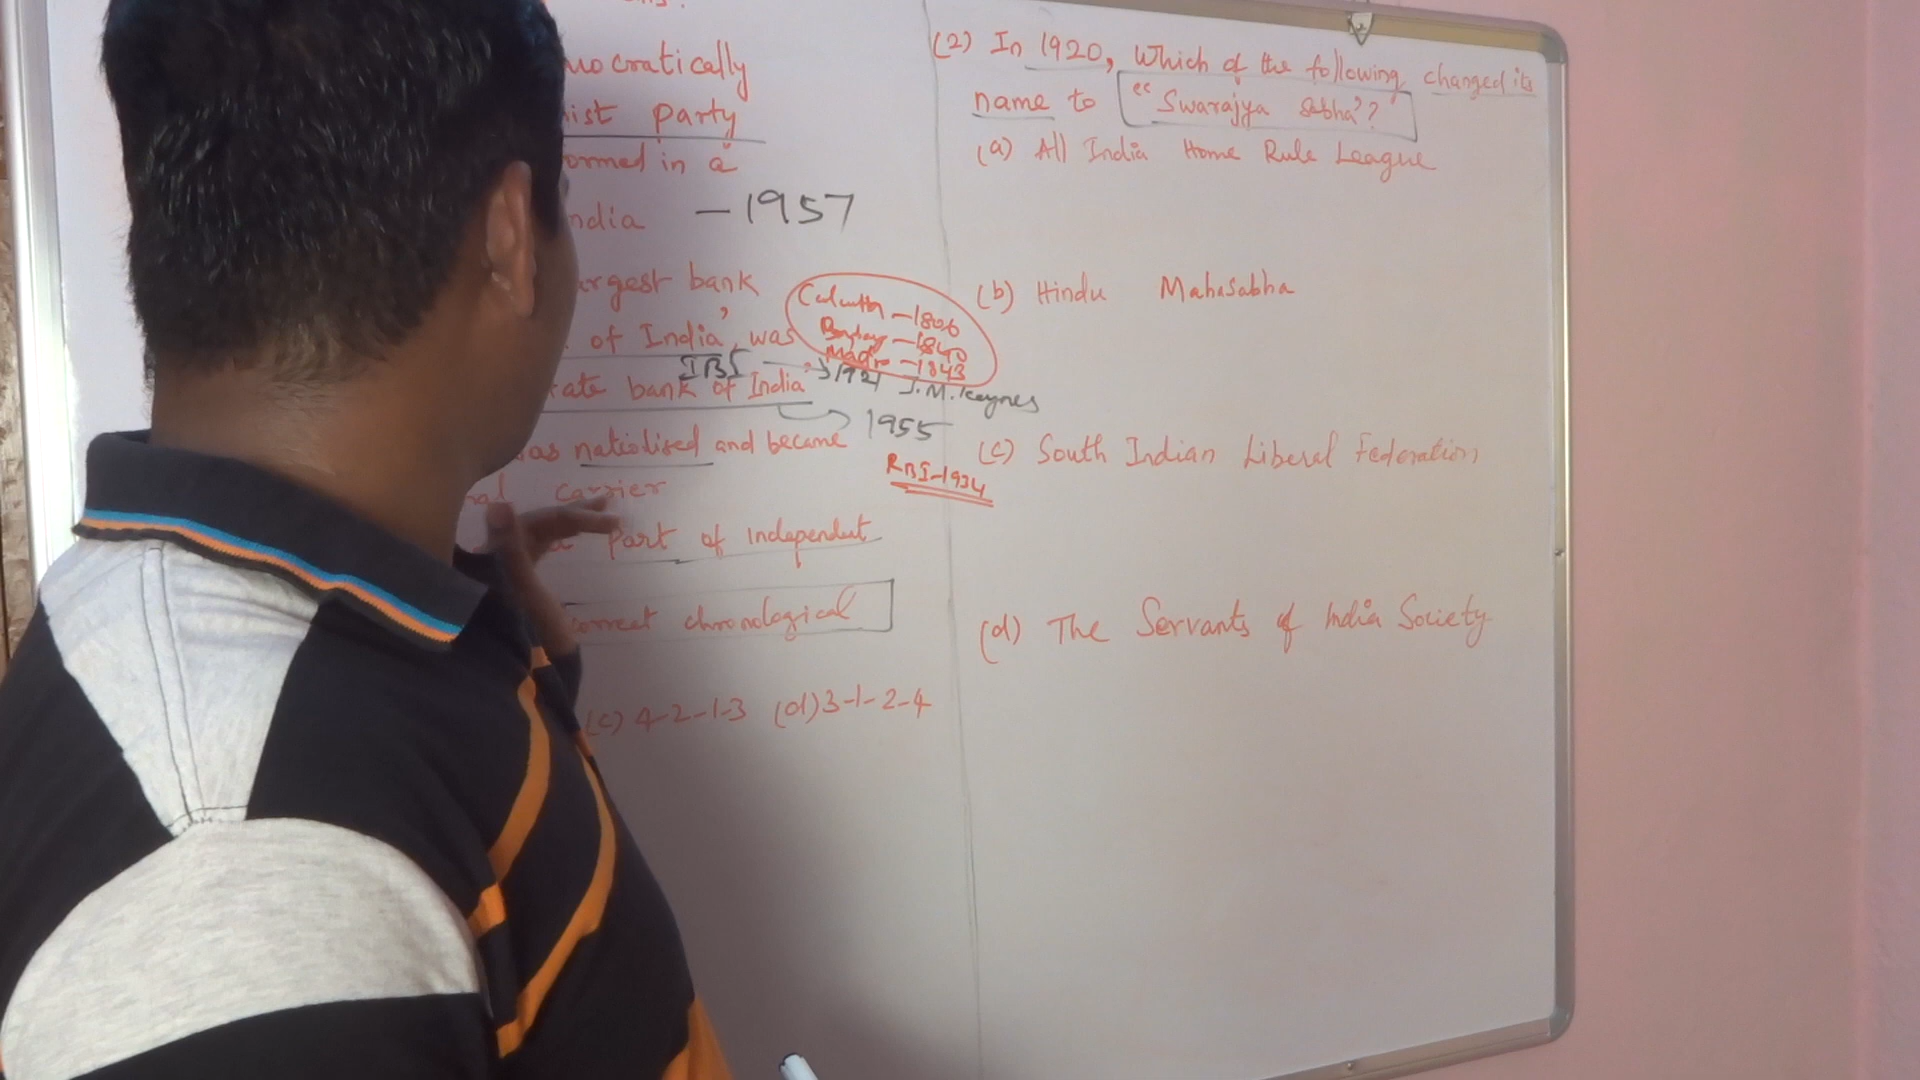 mocratically
ist party
ormed in a
ndia - 1957
argest bank
of India', was
IBI → 1921 J.M. Keynes
ate bank of India'
1955
as natiolised and became
carrier
part of independent
correct chronological
(c) 4-2-1-3 (d) 3-1-2-4
Calcutta - 1806
Bombay - 1840
Madras - 1843
RBI-1934
(2) In 1920, Which of the following changed its
name to "Swarajya Sabha"?
(a) All India Home Rule League
(b) Hindu Mahasabha
(c) South Indian Liberal Federation
(d) The Servants of India Society